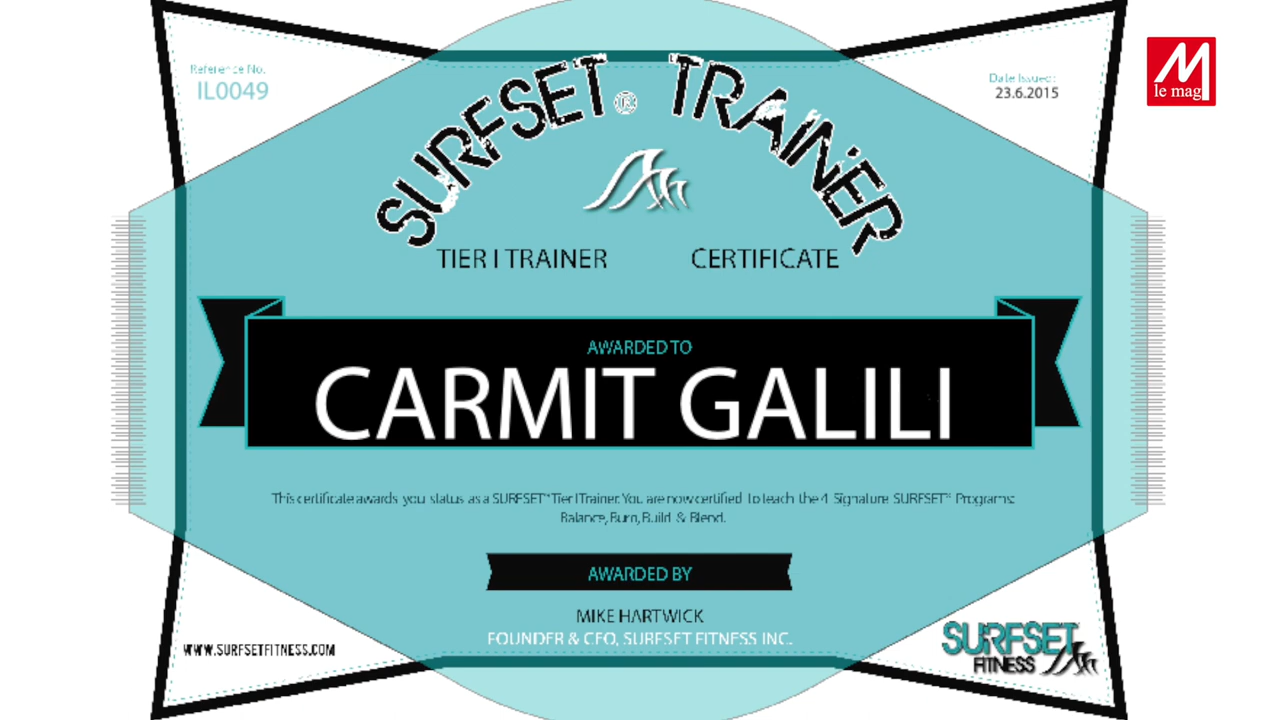 Reference No.
IL0049
Date Issued:
23.6.2015
M
le mag
SURFSET® TRAINER
TIER I TRAINER CERTIFICATE
AWARDED TO
CARMIT GALILI
This certificate awards you status as a SURFSET™ Tier I Trainer. You are now certified to teach the 4 Signature SURFSET™ Programs:
Balance, Burn, Build & Blend.
AWARDED BY
MIKE HARTWICK
FOUNDER & CEO, SURFSET FITNESS INC.
WWW.SURFSETFITNESS.COM
SURFSET
FITNESS